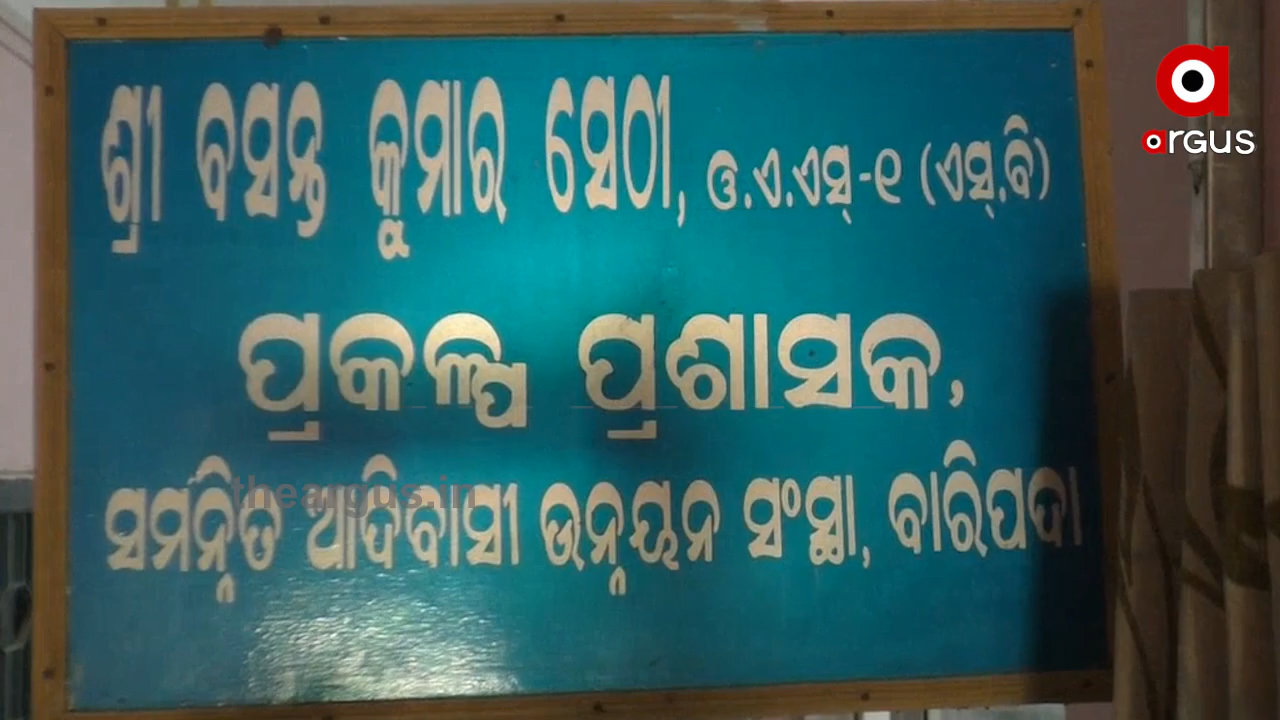 ଶ୍ରୀ ବସନ୍ତ କୁମାର ସେଠୀ, ଓ.ଏ.ଏସ୍-୧ (ଏସ୍.ବି)
ପ୍ରକଳ୍ପ ପ୍ରଶାସକ,
ସମନ୍ବିତ ଆଦିବାସୀ ଉନ୍ନୟନ ସଂସ୍ଥା, ବାରିପଦା
theargus.in
argus